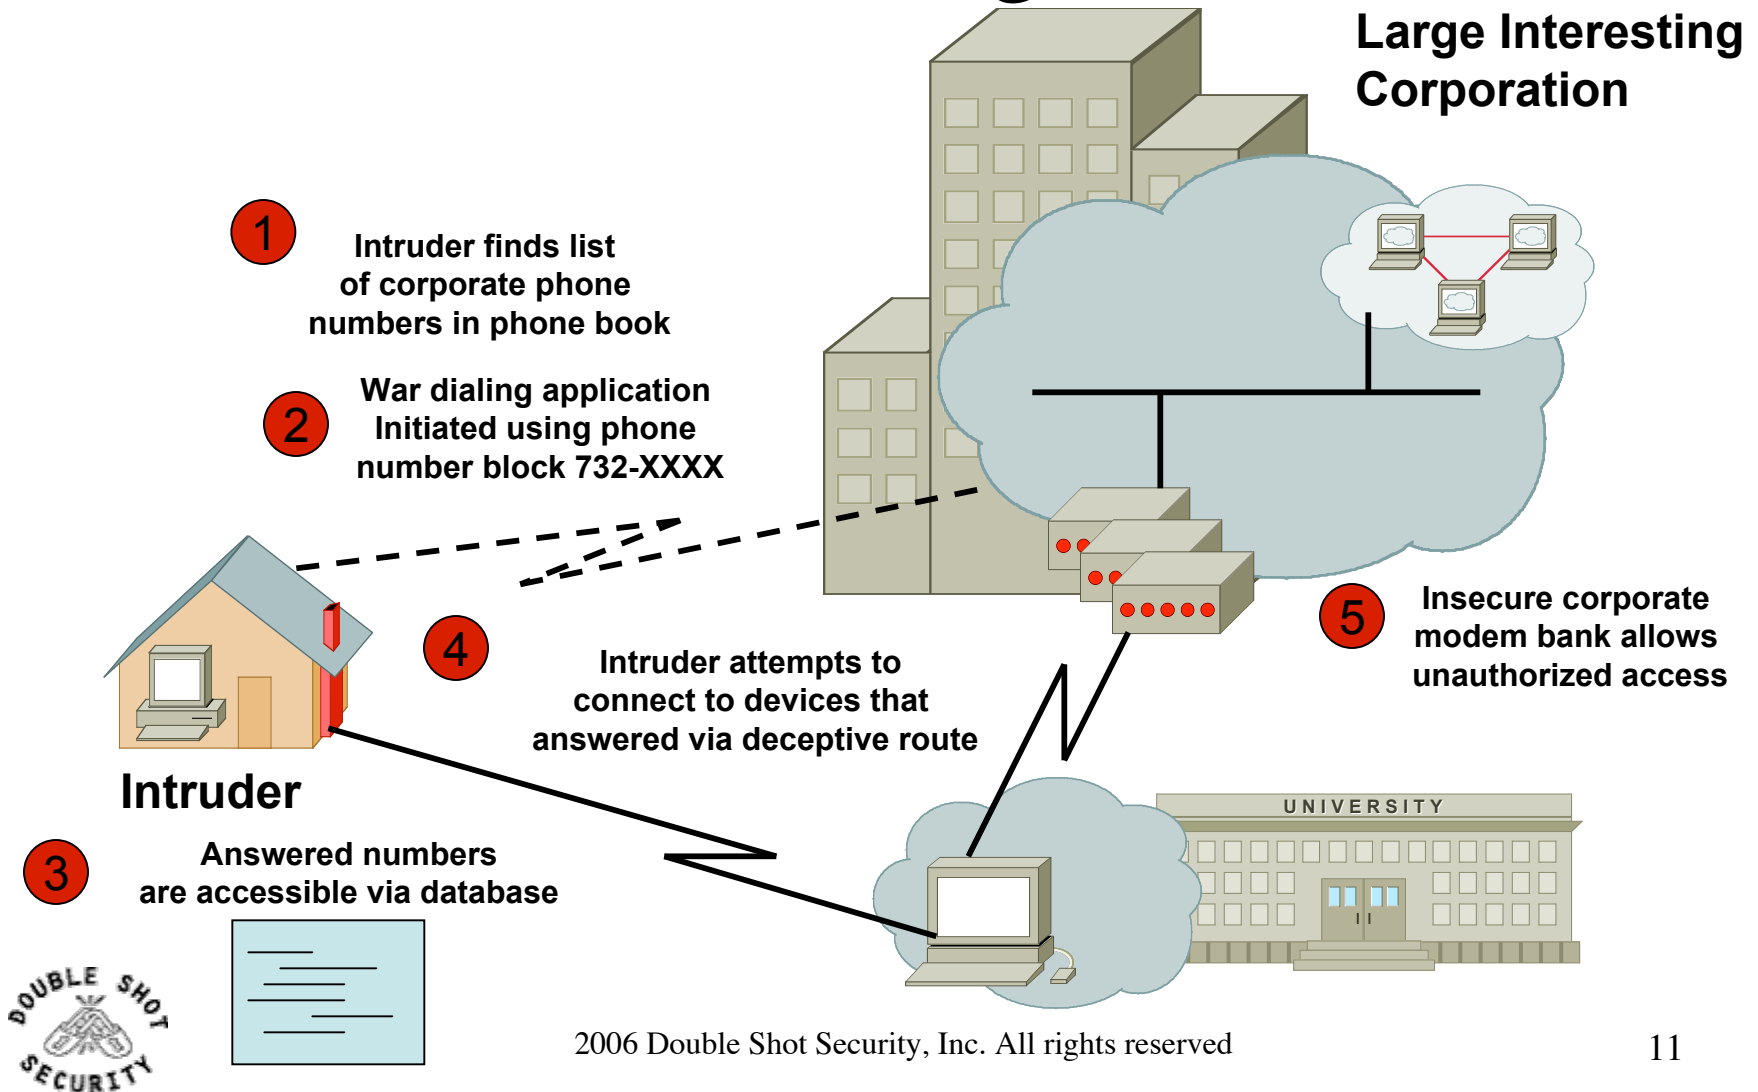 Large Interesting
Corporation
1
Intruder finds list
of corporate phone
numbers in phone book
2
War dialing application
Initiated using phone
number block 732-XXXX
4
Intruder attempts to
connect to devices that
answered via deceptive route
5
Insecure corporate
modem bank allows
unauthorized access
Intruder
UNIVERSITY
3
Answered numbers
are accessible via database
DOUBLE SHOT
SECURITY
2006 Double Shot Security, Inc. All rights reserved
11